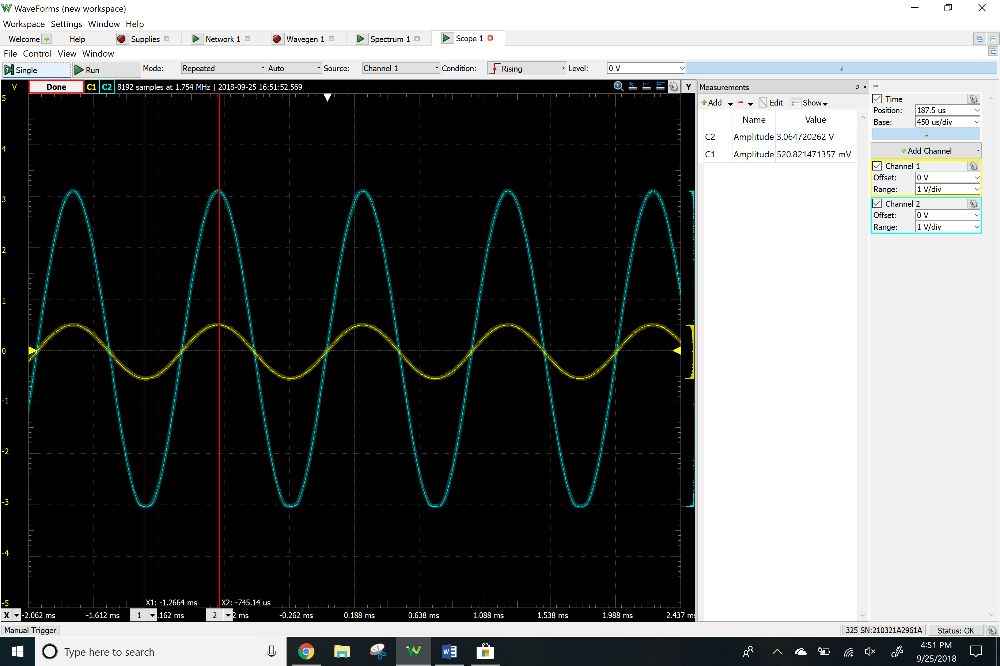 WaveForms (new workspace)
Workspace Settings Window Help
Welcome Help Supplies Network 1 Wavegen 1 Spectrum 1 Scope 1
File Control View Window
Single Run Mode: Repeated Auto Source: Channel 1 Condition: Rising Level: 0 V
V Done C1 C2 8192 samples at 1.754 MHz | 2018-09-25 16:51:52.569 Y
5
4
3
2
1
0
-1
-2
-3
-4
-5
X1: -1.2664 ms X2: -745.14 us
X -2.062 ms -1.612 ms 1 .162 ms 2 2 ms -0.262 ms 0.188 ms 0.638 ms 1.088 ms 1.538 ms 1.988 ms 2.437 ms
Measurements
Add Edit Show
Name Value
C2 Amplitude 3.064720262 V
C1 Amplitude 520.821471357 mV
Time
Position: 187.5 us
Base: 450 us/div
Add Channel
Channel 1
Offset: 0 V
Range: 1 V/div
Channel 2
Offset: 0 V
Range: 1 V/div
Manual Trigger 325 SN:210321A2961A Status: OK
Type here to search
4:51 PM
9/25/2018